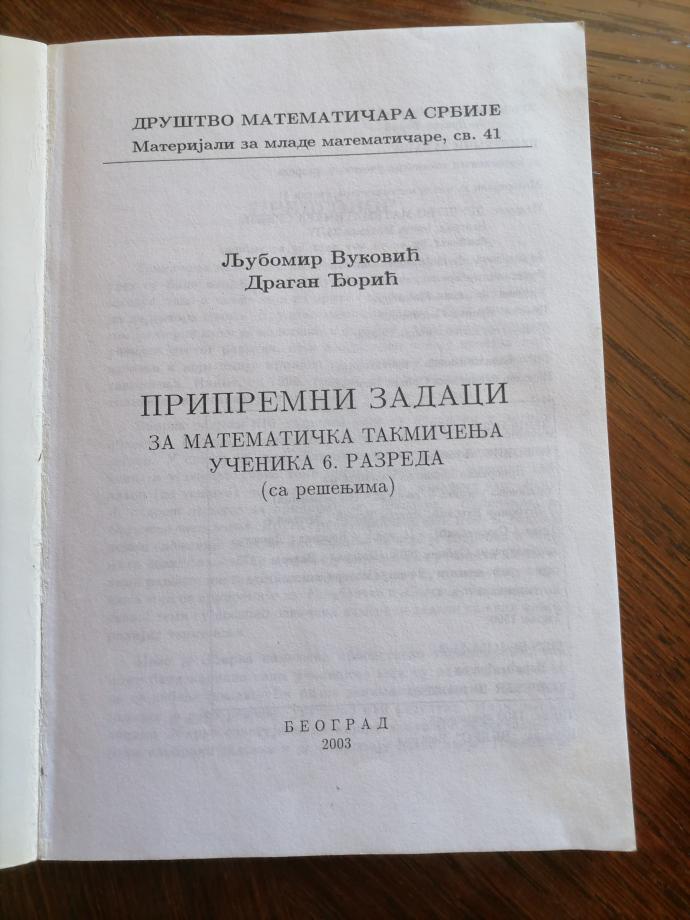 ДРУШТВО МАТЕМАТИЧАРА СРБИЈЕ
Материјали за младе математичаре, св. 41
Љубомир Вуковић
Драган Ђорић
ПРИПРЕМНИ ЗАДАЦИ
ЗА МАТЕМАТИЧКА ТАКМИЧЕЊА
УЧЕНИКА 6. РАЗРЕДА
(са решењима)
БЕОГРАД
2003